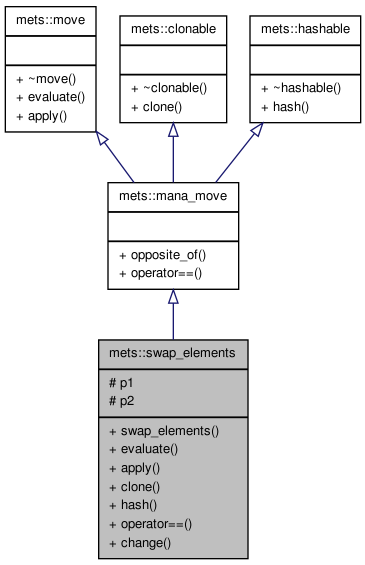 mets::move
+ ~move()
+ evaluate()
+ apply()
mets::clonable
+ ~clonable()
+ clone()
mets::hashable
+ ~hashable()
+ hash()
mets::mana_move
+ opposite_of()
+ operator==()
mets::swap_elements
# p1
# p2
+ swap_elements()
+ evaluate()
+ apply()
+ clone()
+ hash()
+ operator==()
+ change()